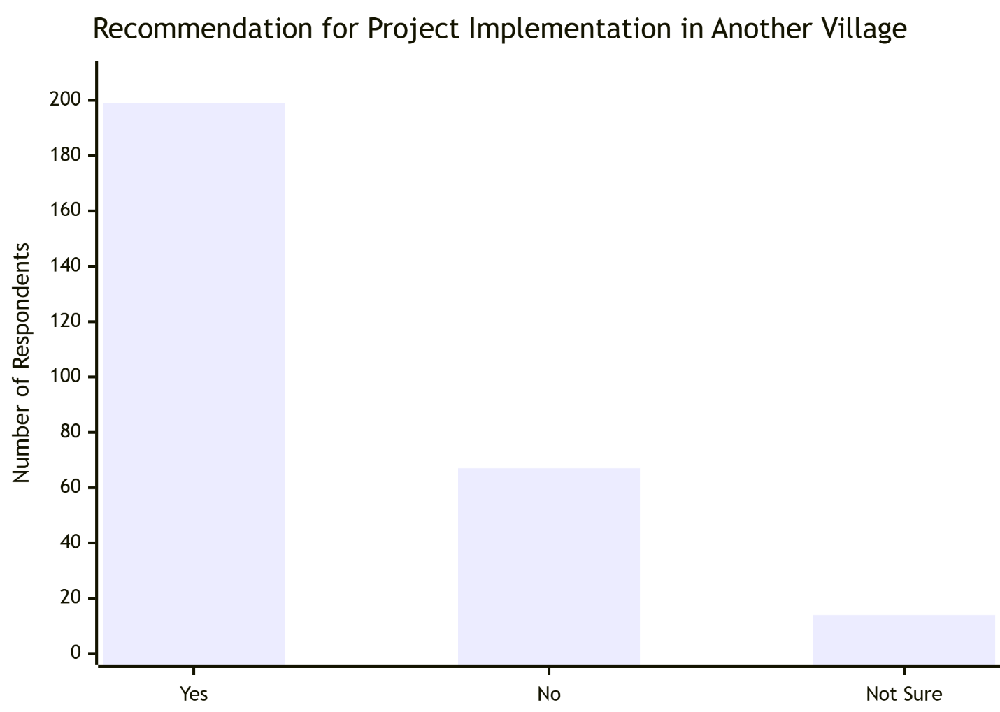 Recommendation for Project Implementation in Another Village
Number of Respondents
200
180
160
140
120
100
80
60
40
20
0
Yes
No
Not Sure